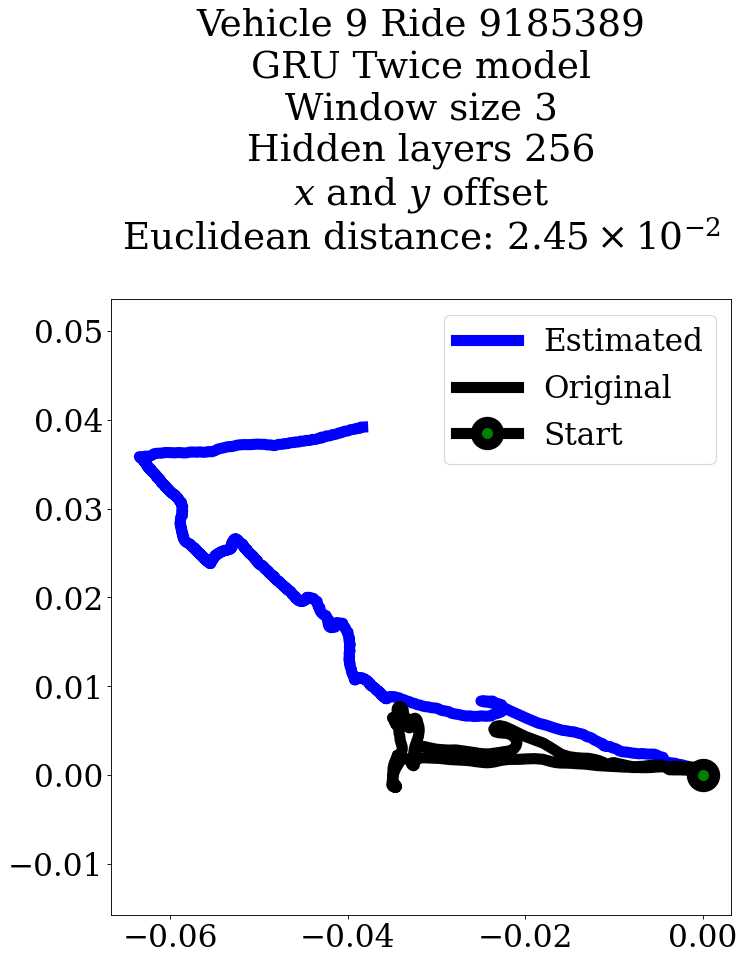 Vehicle 9 Ride 9185389
GRU Twice model
Window size 3
Hidden layers 256
x and y offset
Euclidean distance: 2.45 × 10⁻²
Estimated
Original
Start
0.05
0.04
0.03
0.02
0.01
0.00
−0.01
−0.06
−0.04
−0.02
0.00